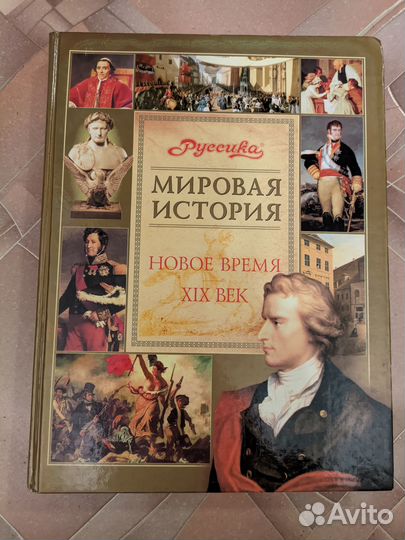 Руссика®
МИРОВАЯ
ИСТОРИЯ
НОВОЕ ВРЕМЯ
XIX ВЕК
Avito